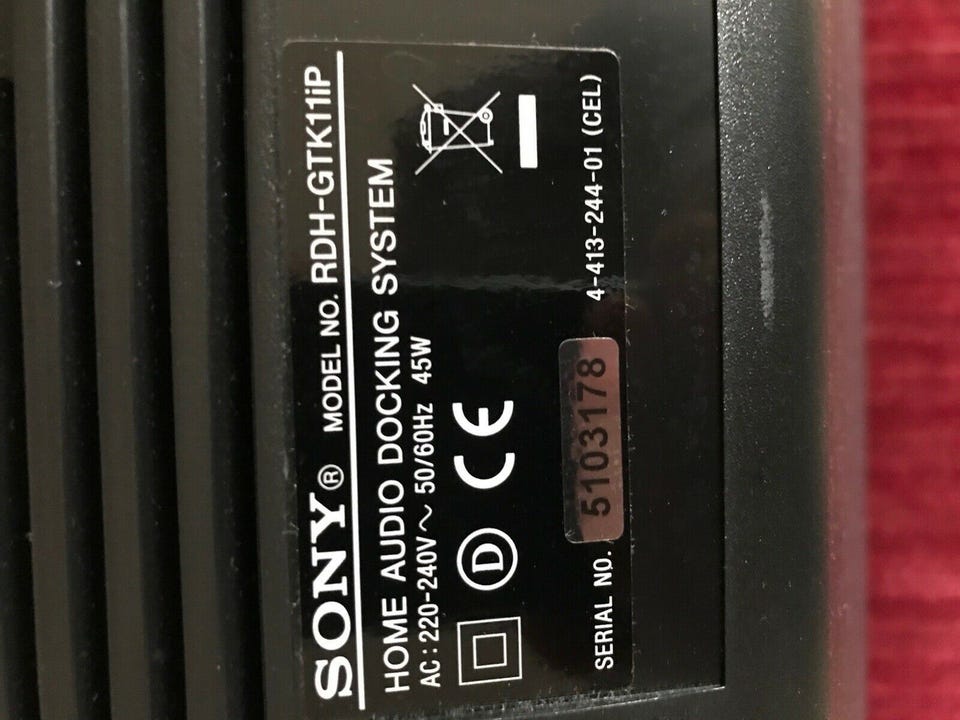 SONY® MODEL NO. RDH-GTK11iP
HOME AUDIO DOCKING SYSTEM
AC : 220-240V~ 50/60Hz 45W
D CE
SERIAL NO. 5103178 4-413-244-01 (CEL)